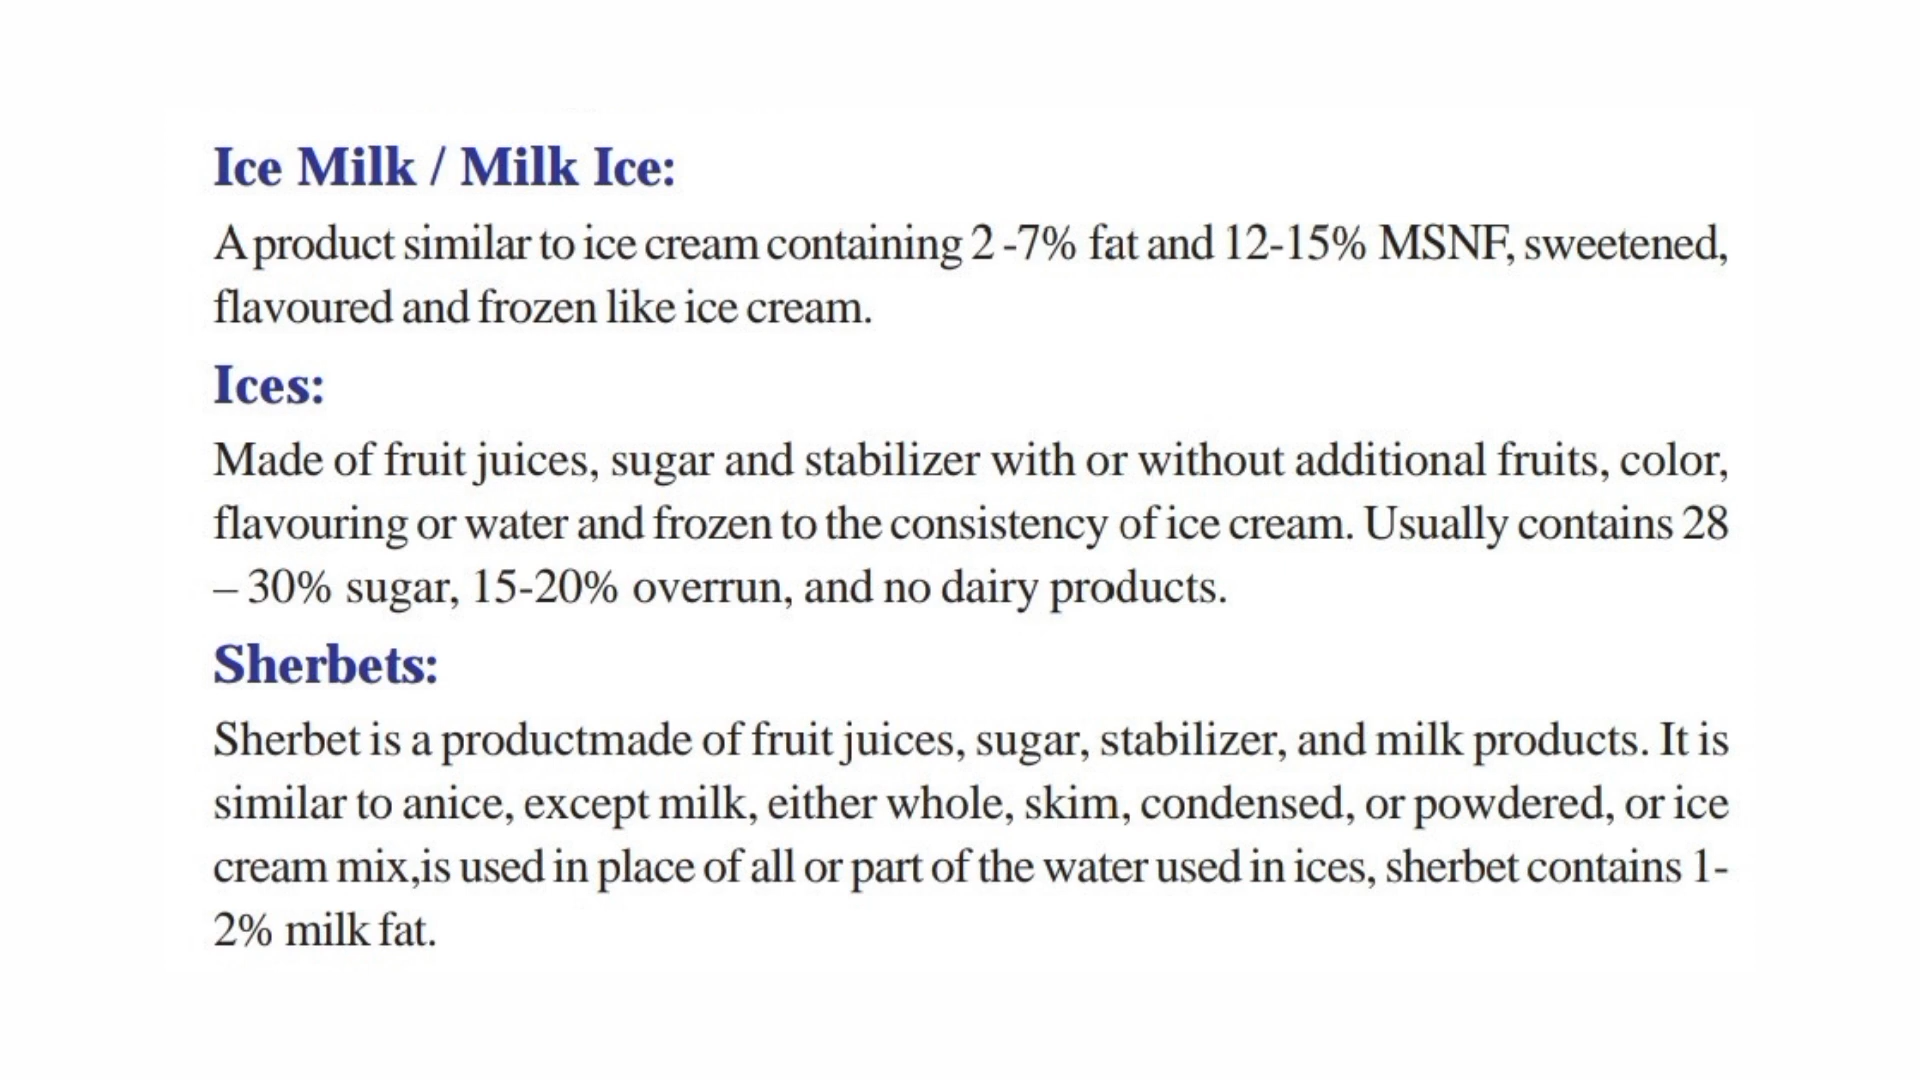 Ice Milk / Milk Ice:
A product similar to ice cream containing 2 -7% fat and 12-15% MSNF, sweetened,
flavoured and frozen like ice cream.
Ices:
Made of fruit juices, sugar and stabilizer with or without additional fruits, color,
flavouring or water and frozen to the consistency of ice cream. Usually contains 28
– 30% sugar, 15-20% overrun, and no dairy products.
Sherbets:
Sherbet is a productmade of fruit juices, sugar, stabilizer, and milk products. It is
similar to anice, except milk, either whole, skim, condensed, or powdered, or ice
cream mix,is used in place of all or part of the water used in ices, sherbet contains 1-
2% milk fat.